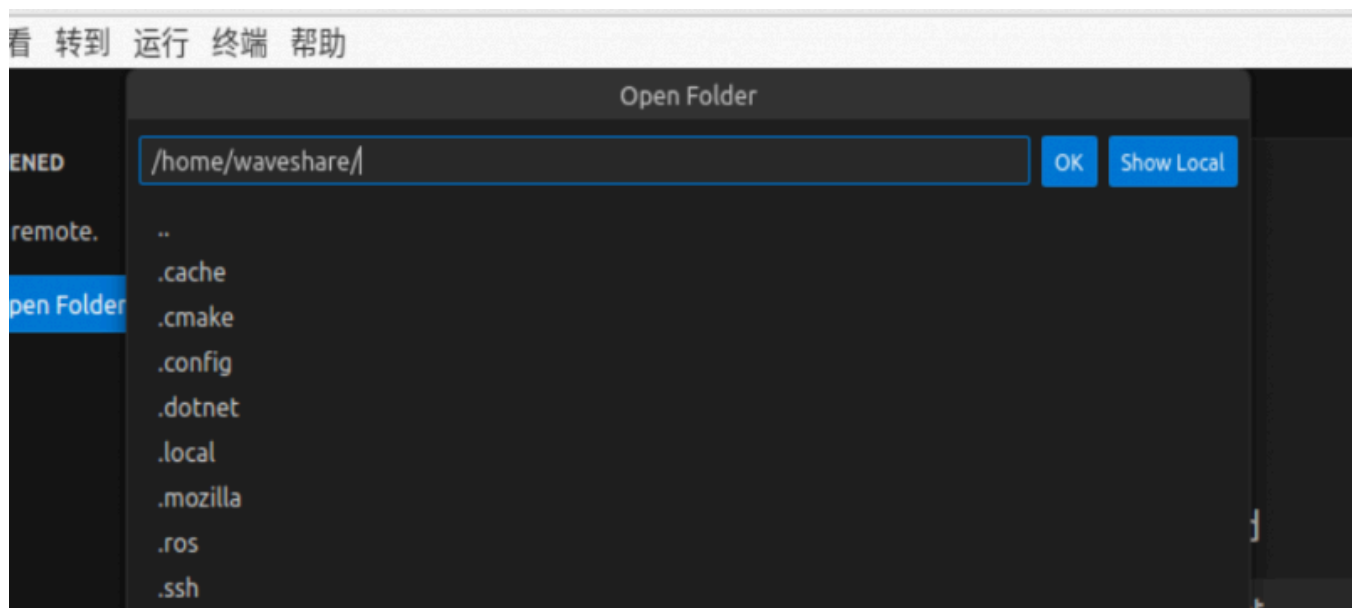 看 转到 运行 终端 帮助
Open Folder
ENED
/home/waveshare/
OK
Show Local
remote.
..
.cache
pen Folder
.cmake
.config
.dotnet
.local
.mozilla
.ros
.ssh